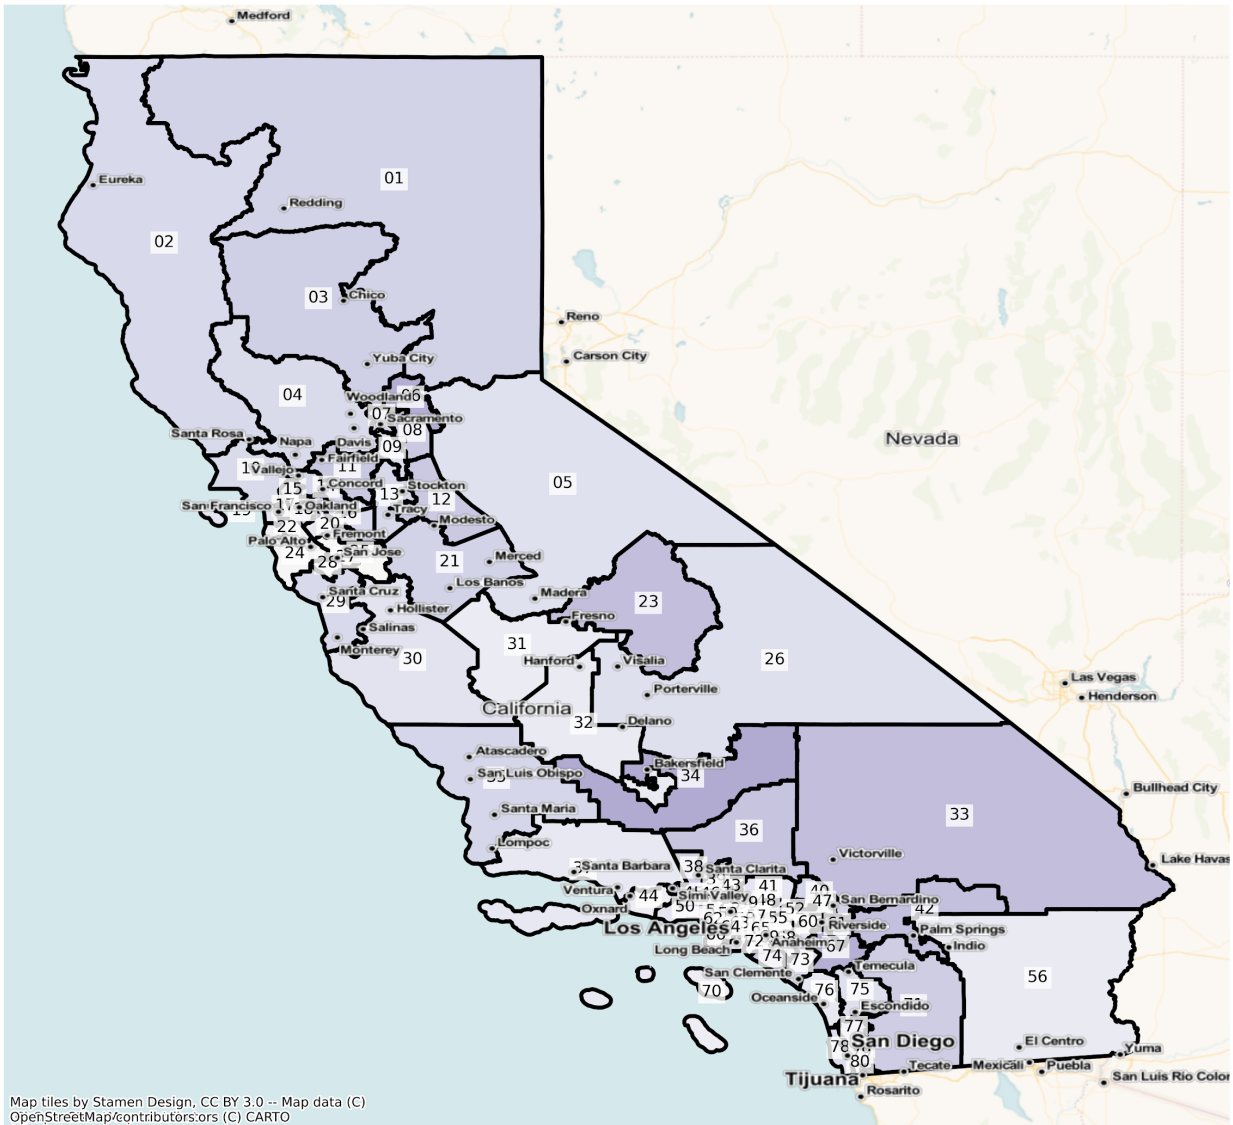 Medford
01
Eureka
Redding
02
03
Chico
Reno
Carson City
Yuba City
04
Woodland
06
07
Sacramento
08
Nevada
Santa Rosa
Napa
Davis
09
Fairfield
Vallejo
11
05
Concord
Stockton
15
13
12
San Francisco
Oakland
Tracy
22
20
Modesto
Fremont
Palo Alto
24
San Jose
28
21
Merced
Los Banos
Santa Cruz
Madera
29
Hollister
23
Fresno
Salinas
31
Monterey
30
Hanford
Visalia
26
Las Vegas
Henderson
Porterville
California
32
Delano
Atascadero
Bakersfield
San Luis Obispo
34
Bullhead City
Santa Maria
33
36
Lompoc
Victorville
Lake Havas
Santa Barbara
38
Santa Clarita
43
41
40
Ventura
44
Simi Valley
47
San Bernardino
50
52
42
Oxnard
62
55
60
Riverside
Los Angeles
Palm Springs
72
Anaheim
67
Indio
Long Beach
74
73
Temecula
San Clemente
56
70
76
75
Oceanside
Escondido
77
78
San Diego
El Centro
80
Yuma
Tijuana
Tecate
Mexicali
Puebla
San Luis Rio Color
Rosarito
Map tiles by Stamen Design, CC BY 3.0 -- Map data (C)
OpenStreetMap contributors (C) CARTO